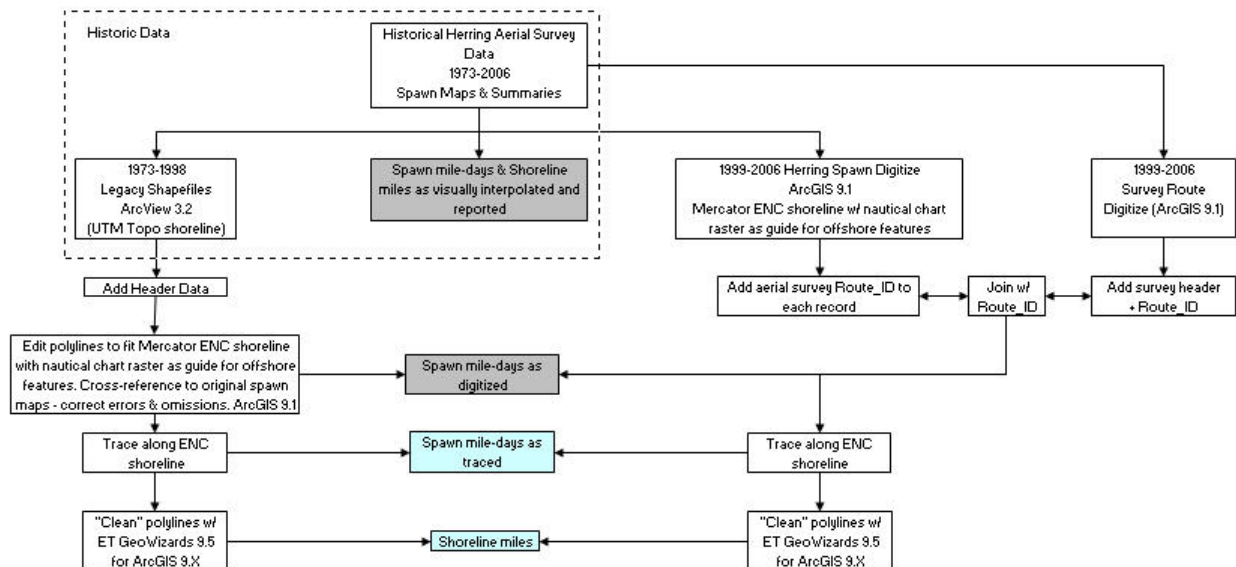 Historic Data
Historical Herring Aerial Survey
Data
1973-2006
Spawn Maps & Summaries
1973-1998
Legacy Shapefiles
ArcView 3.2
(UTM Topo shoreline)
Spawn mile-days & Shoreline
miles as visually interpolated and
reported
1999-2006 Herring Spawn Digitize
ArcGIS 9.1
Mercator ENC shoreline w/ nautical chart
raster as guide for offshore features
1999-2006
Survey Route
Digitize (ArcGIS 9.1)
Add Header Data
Add aerial survey Route_ID to
each record
Join w/
Route_ID
Add survey header
+ Route_ID
Edit polylines to fit Mercator ENC shoreline
with nautical chart raster as guide for offshore
features. Cross-reference to original spawn
maps - correct errors & omissions. ArcGIS 9.1
Spawn mile-days as
digitized
Trace along ENC
shoreline
Spawn mile-days as
traced
Trace along ENC
shoreline
"Clean" polylines w/
ET GeoWizards 9.5
for ArcGIS 9.X
Shoreline miles
"Clean" polylines w/
ET GeoWizards 9.5
for ArcGIS 9.X